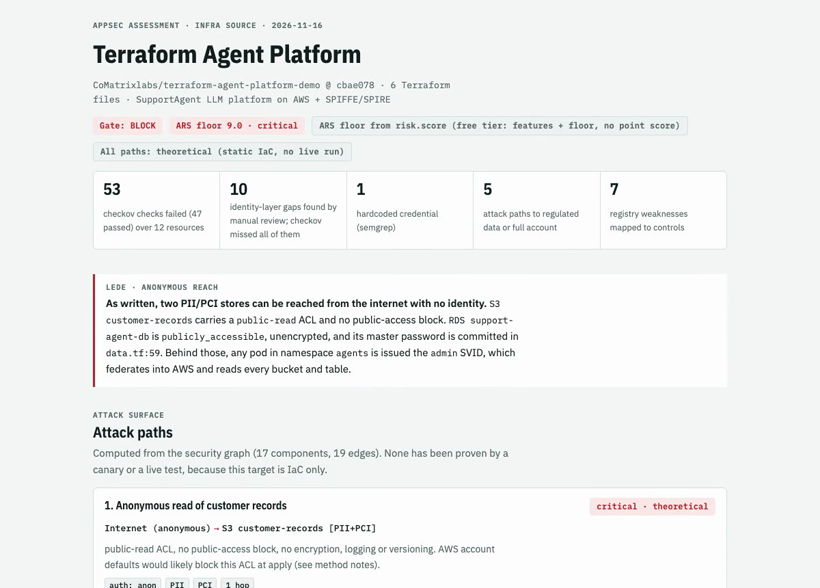 APPSEC ASSESSMENT · INFRA SOURCE · 2026-11-16
Terraform Agent Platform
CoMatrixlabs/terraform-agent-platform-demo @ cbae078 · 6 Terraform
files · SupportAgent LLM platform on AWS + SPIFFE/SPIRE
Gate: BLOCK
ARS floor 9.0 · critical
ARS floor from risk.score (free tier: features + floor, no point score)
All paths: theoretical (static IaC, no live run)
53
checkov checks failed (47
passed) over 12 resources
10
identity-layer gaps found by
manual review; checkov
missed all of them
1
hardcoded credential
(semgrep)
5
attack paths to regulated
data or full account
7
registry weaknesses
mapped to controls
LEDE · ANONYMOUS REACH
As written, two PII/PCI stores can be reached from the internet with no identity. S3
customer-records carries a public-read ACL and no public-access block. RDS support-
agent-db is publicly_accessible, unencrypted, and its master password is committed in
data.tf:59. Behind those, any pod in namespace agents is issued the admin SVID, which
federates into AWS and reads every bucket and table.
ATTACK SURFACE
Attack paths
Computed from the security graph (17 components, 19 edges). None has been proven by a
canary or a live test, because this target is IaC only.
1. Anonymous read of customer records
critical · theoretical
Internet (anonymous) → S3 customer-records [PII+PCI]
public-read ACL, no public-access block, no encryption, logging or versioning. AWS account
defaults would likely block this ACL at apply (see method notes).
auth: anon
PII
PCI
1 hop